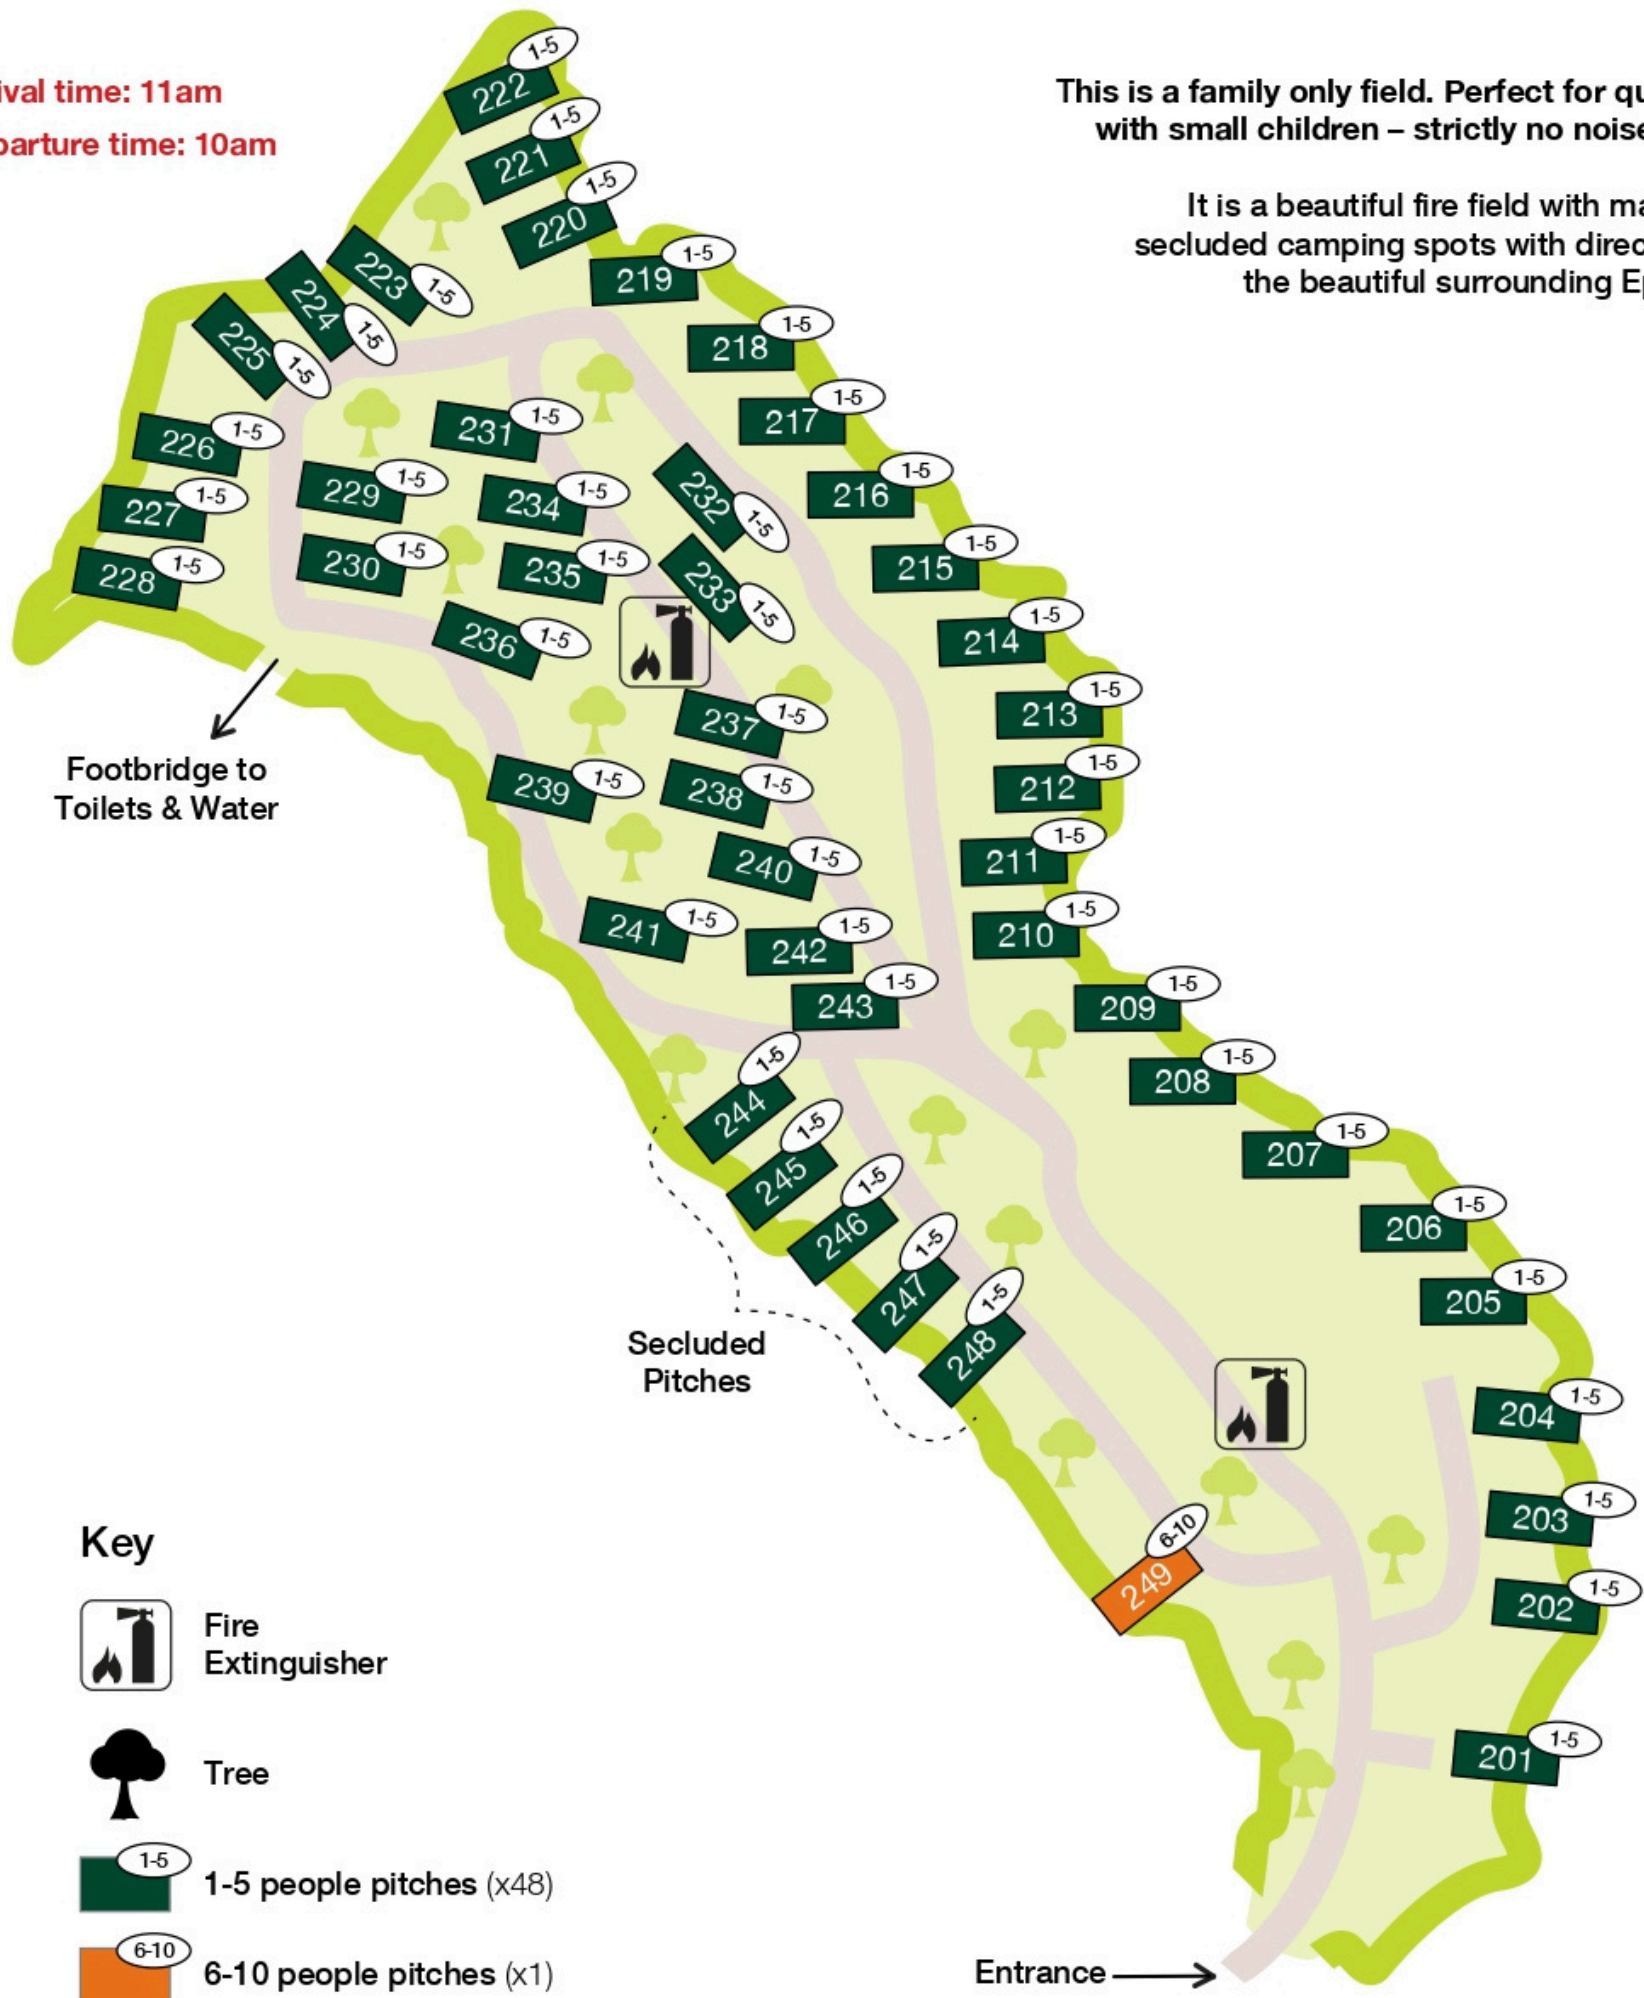 ival time: 11am
parture time: 10am
This is a family only field. Perfect for qu
with small children – strictly no noise
It is a beautiful fire field with ma
secluded camping spots with direc
the beautiful surrounding Ep
222 1-5
221 1-5
220 1-5
219 1-5
223 1-5
224 1-5
225 1-5
218 1-5
217 1-5
226 1-5
231 1-5
216 1-5
229 1-5
234 1-5
232 1-5
227 1-5
215 1-5
230 1-5
235 1-5
233 1-5
228 1-5
214 1-5
236 1-5
213 1-5
237 1-5
212 1-5
239 1-5
238 1-5
Footbridge to
Toilets & Water
211 1-5
240 1-5
210 1-5
241 1-5
242 1-5
243 1-5
209 1-5
208 1-5
244 1-5
207 1-5
245 1-5
206 1-5
246 1-5
205 1-5
247 1-5
248 1-5
Secluded
Pitches
204 1-5
203 1-5
202 1-5
249 6-10
201 1-5
Key
Fire
Extinguisher
Tree
1-5
1-5 people pitches (x48)
6-10
6-10 people pitches (x1)
Entrance